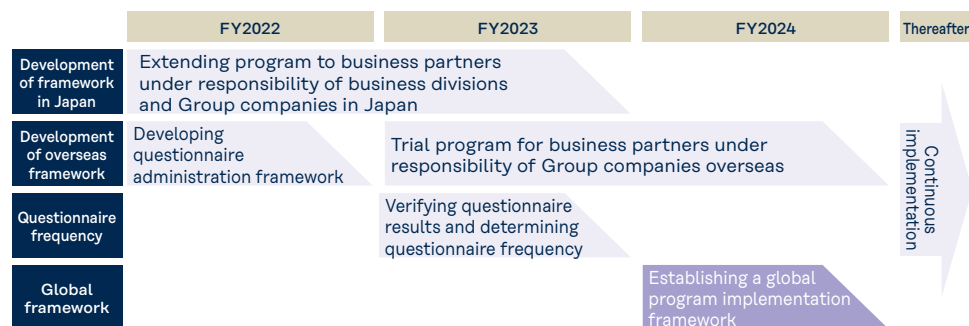 FY2022
FY2023
FY2024
Thereafter
Development
of framework
in Japan
Extending program to business partners
under responsibility of business divisions
and Group companies in Japan
Development
of overseas
framework
Developing
questionnaire
administration framework
Trial program for business partners under
responsibility of Group companies overseas
Questionnaire
frequency
Verifying questionnaire
results and determining
questionnaire frequency
Global
framework
Establishing a global
program implementation
framework
Continuous
implementation